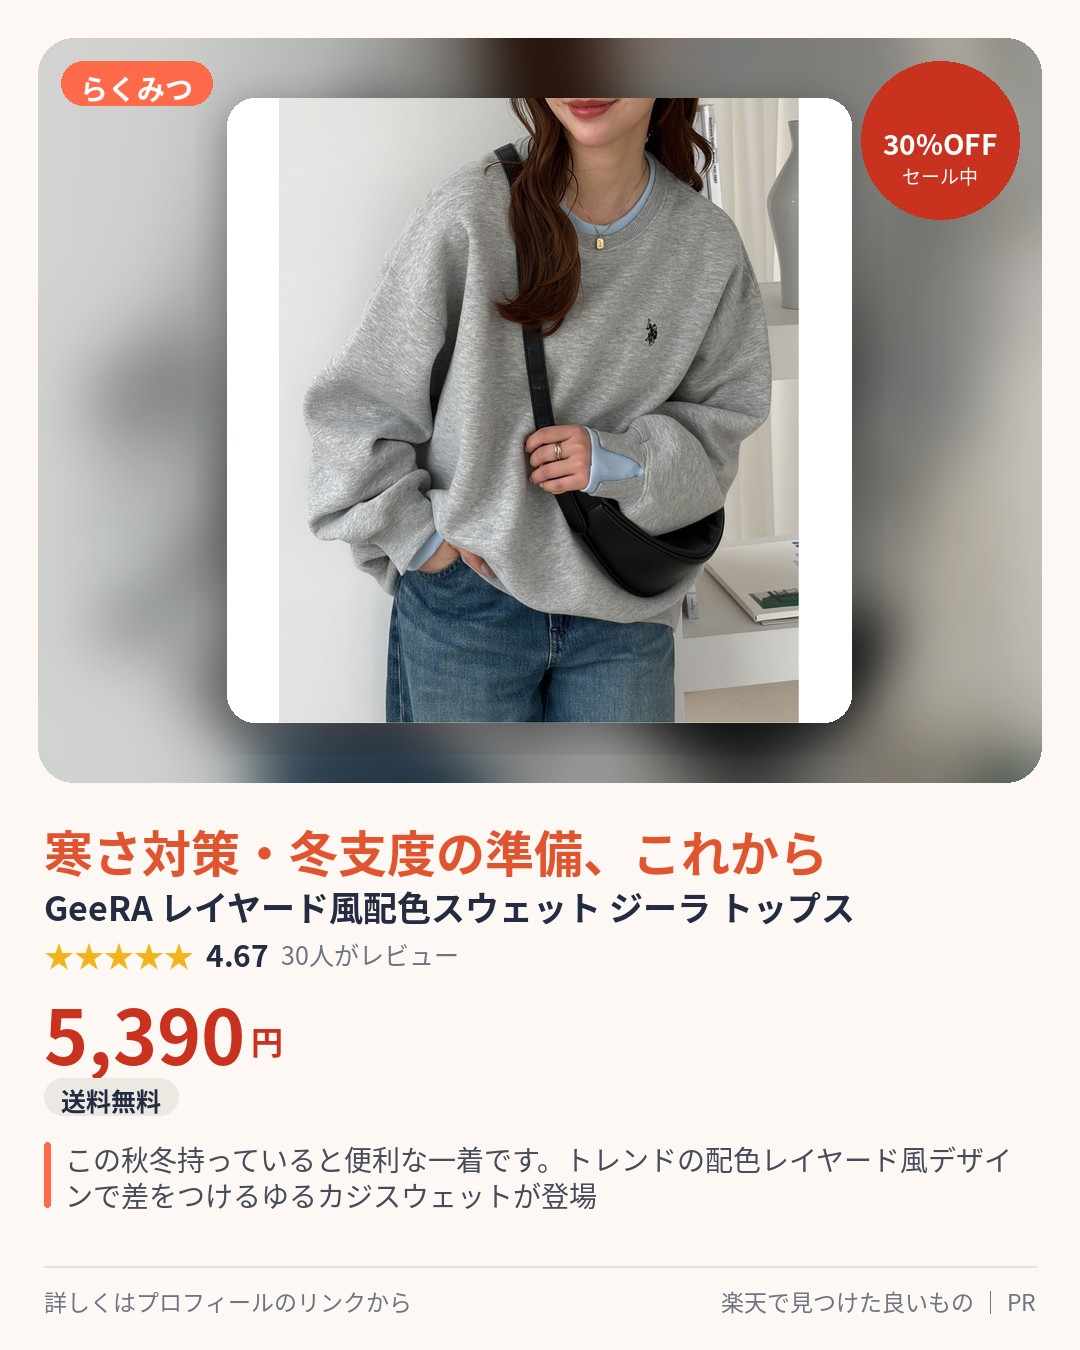 らくみつ
30%OFF
セール中
寒さ対策・冬支度の準備、これから
GeeRA レイヤード風配色スウェット ジーラ トップス
★★★★★ 4.67 30人がレビュー
5,390円
送料無料
この秋冬持っていると便利な一着です。トレンドの配色レイヤード風デザイ
ンで差をつけるゆるカジスウェットが登場
詳しくはプロフィールのリンクから
楽天で見つけた良いもの｜PR